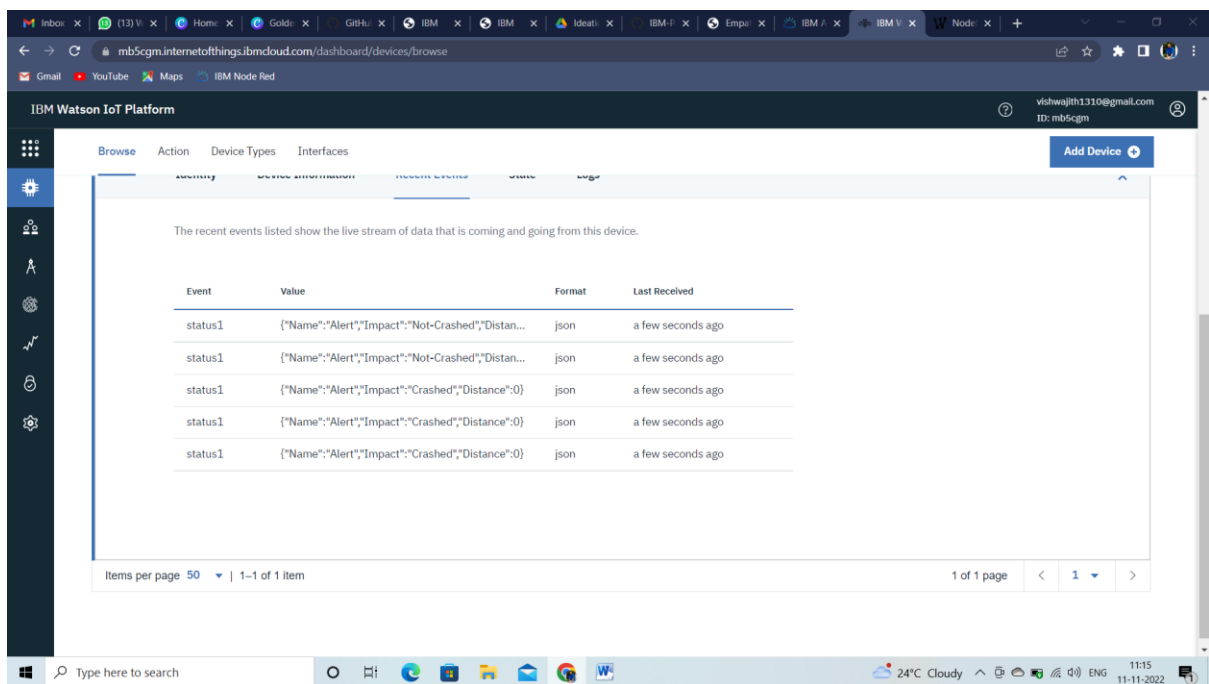 Inbox (13) W Home Golde GitHu IBM IBM Ideati IBM-P Empat IBM A IBM W Node
mb5cgm.internetofthings.ibmcloud.com/dashboard/devices/browse
Gmail YouTube Maps IBM Node Red
IBM Watson IoT Platform
vishwajith1310@gmail.com
ID: mb5cgm
Browse Action Device Types Interfaces Add Device
Identity Device Information Recent Events State Logs
The recent events listed show the live stream of data that is coming and going from this device.
Event Value Format Last Received
status1 {"Name":"Alert","Impact":"Not-Crashed","Distan... json a few seconds ago
status1 {"Name":"Alert","Impact":"Not-Crashed","Distan... json a few seconds ago
status1 {"Name":"Alert","Impact":"Crashed","Distance":0} json a few seconds ago
status1 {"Name":"Alert","Impact":"Crashed","Distance":0} json a few seconds ago
status1 {"Name":"Alert","Impact":"Crashed","Distance":0} json a few seconds ago
Items per page 50 | 1–1 of 1 item 1 of 1 page < 1 >
Type here to search 24°C Cloudy ENG 11:15
11-11-2022